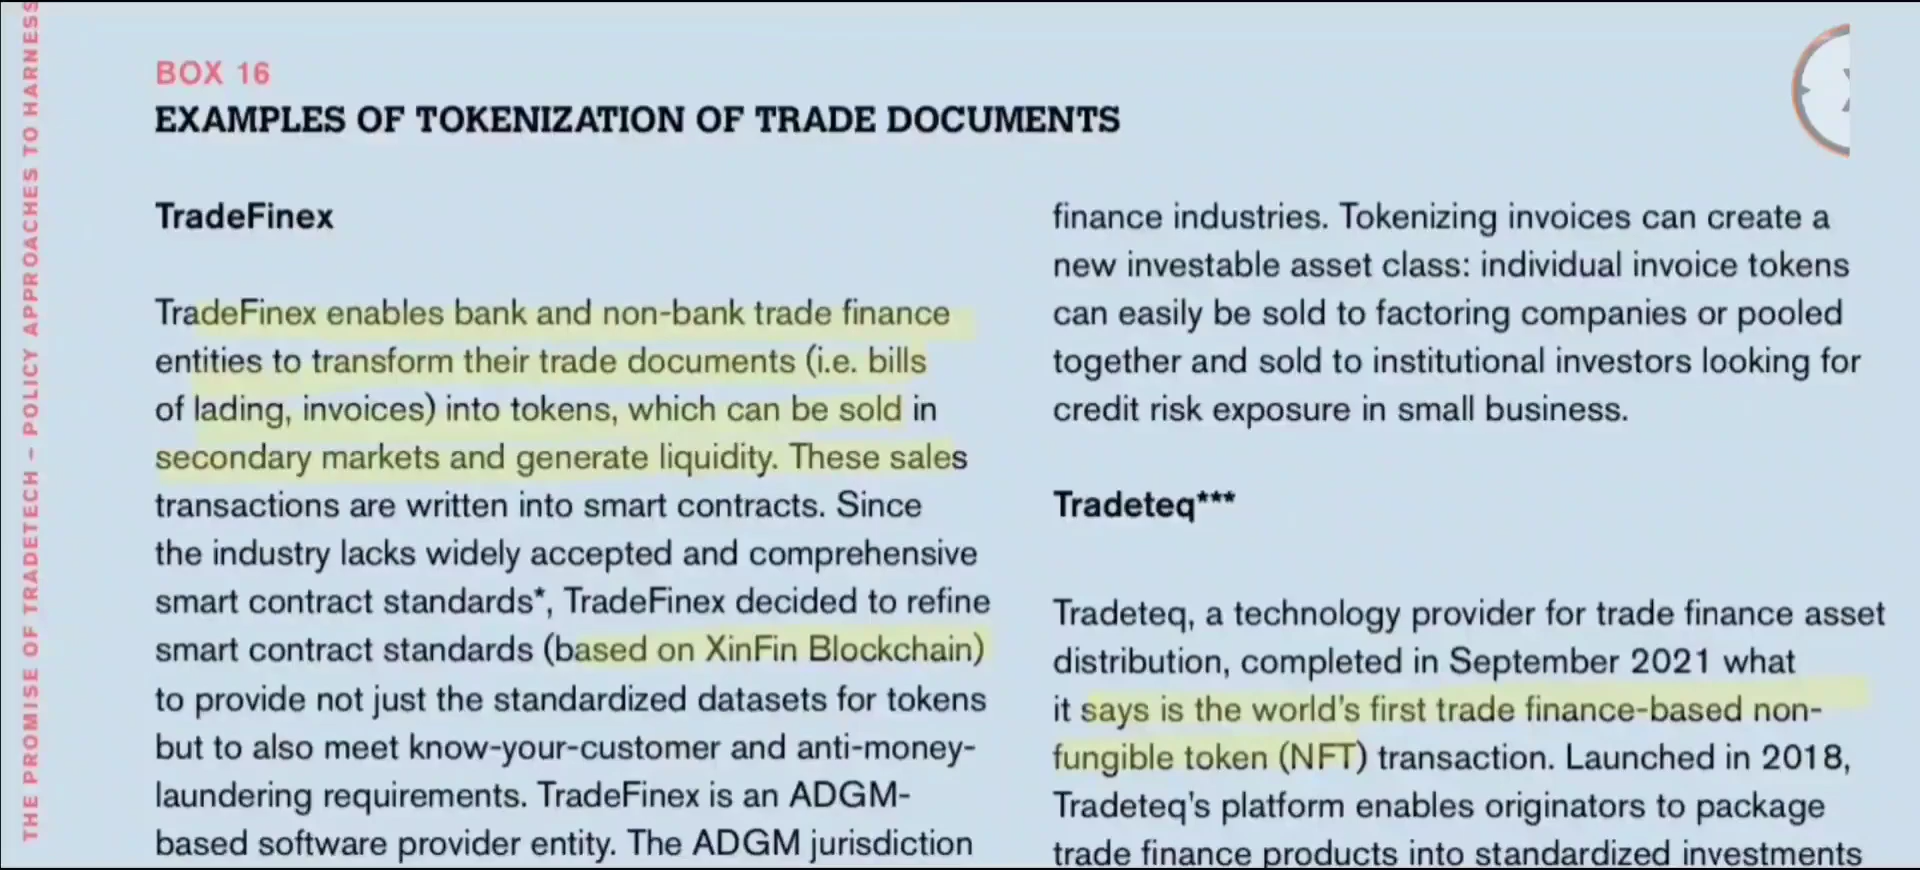 THE PROMISE OF TRADETECH – POLICY APPROACHES TO HARNESS
BOX 16
EXAMPLES OF TOKENIZATION OF TRADE DOCUMENTS
TradeFinex
TradeFinex enables bank and non-bank trade finance
entities to transform their trade documents (i.e. bills
of lading, invoices) into tokens, which can be sold in
secondary markets and generate liquidity. These sales
transactions are written into smart contracts. Since
the industry lacks widely accepted and comprehensive
smart contract standards*, TradeFinex decided to refine
smart contract standards (based on XinFin Blockchain)
to provide not just the standardized datasets for tokens
but to also meet know-your-customer and anti-money-
laundering requirements. TradeFinex is an ADGM-
based software provider entity. The ADGM jurisdiction
finance industries. Tokenizing invoices can create a
new investable asset class: individual invoice tokens
can easily be sold to factoring companies or pooled
together and sold to institutional investors looking for
credit risk exposure in small business.
Tradeteq***
Tradeteq, a technology provider for trade finance asset
distribution, completed in September 2021 what
it says is the world's first trade finance-based non-
fungible token (NFT) transaction. Launched in 2018,
Tradeteq's platform enables originators to package
trade finance products into standardized investments